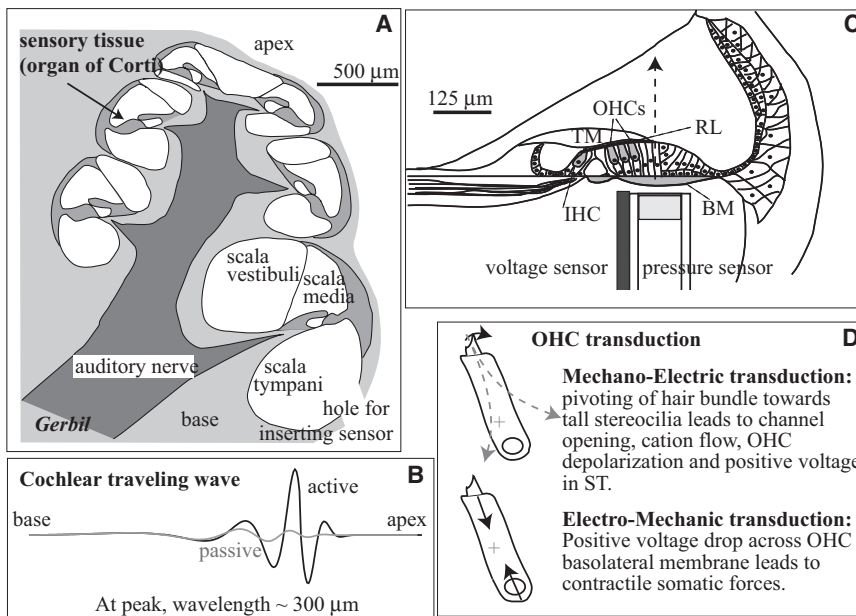 A
sensory tissue
(organ of Corti)
apex
500 µm
scala
vestibuli
scala
media
auditory nerve
scala
tympani
Gerbil
base
hole for
inserting sensor
B
Cochlear traveling wave
active
base
apex
passive
At peak, wavelength ~ 300 µm
C
125 µm
OHCs
RL
TM
IHC
BM
voltage sensor
pressure sensor
D
OHC transduction
Mechano-Electric transduction:
pivoting of hair bundle towards
tall stereocilia leads to channel
opening, cation flow, OHC
depolarization and positive voltage
in ST.
Electro-Mechanic transduction:
Positive voltage drop across OHC
basolateral membrane leads to
contractile somatic forces.